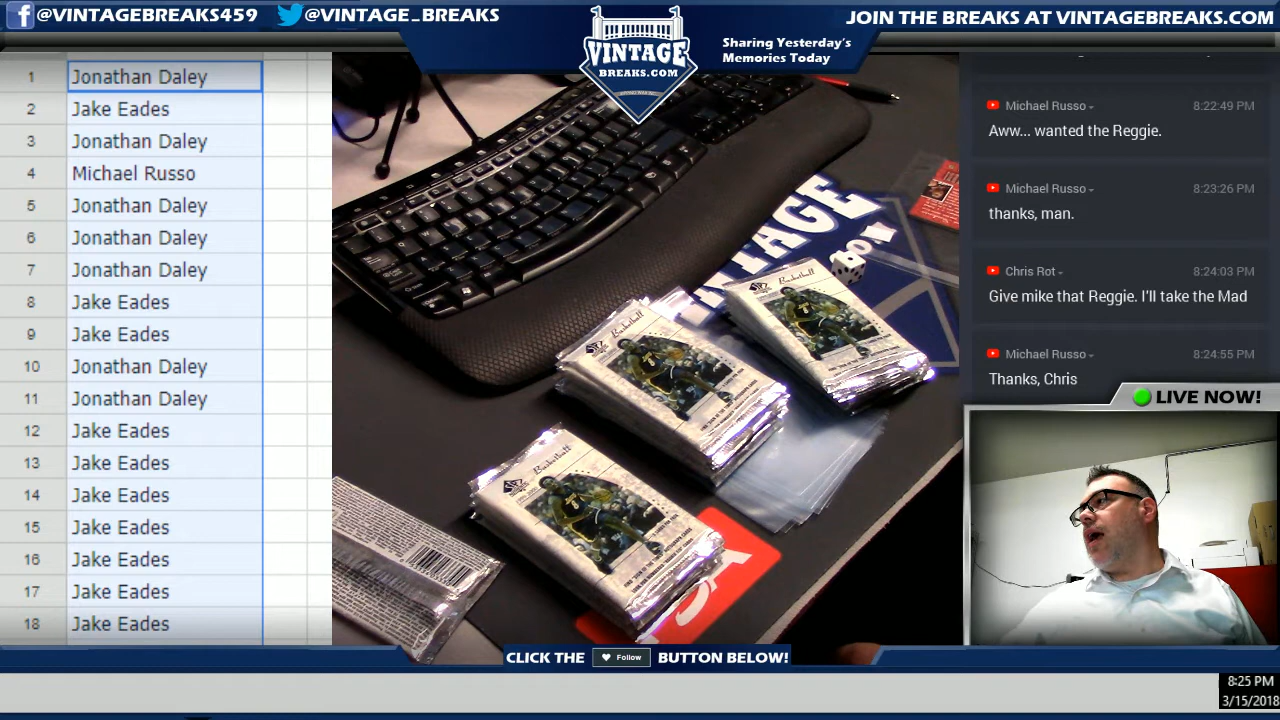 @VINTAGEBREAKS459
@VINTAGE_BREAKS
VINTAGE
BREAKS.COM
Sharing Yesterday's
Memories Today
JOIN THE BREAKS AT VINTAGEBREAKS.COM
1 Jonathan Daley
2 Jake Eades
3 Jonathan Daley
4 Michael Russo
5 Jonathan Daley
6 Jonathan Daley
7 Jonathan Daley
8 Jake Eades
9 Jake Eades
10 Jonathan Daley
11 Jonathan Daley
12 Jake Eades
13 Jake Eades
14 Jake Eades
15 Jake Eades
16 Jake Eades
17 Jake Eades
18 Jake Eades
Basketball
Basketball
Basketball
Michael Russo 8:22:49 PM
Aww... wanted the Reggie.
Michael Russo 8:23:26 PM
thanks, man.
Chris Rot 8:24:03 PM
Give mike that Reggie. I'll take the Mad
Michael Russo 8:24:55 PM
Thanks, Chris
LIVE NOW!
CLICK THE Follow BUTTON BELOW!
8:25 PM
3/15/2018